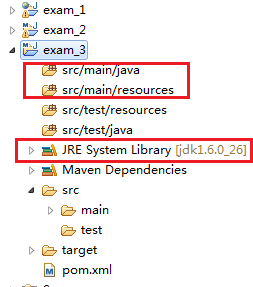 exam_1
exam_2
exam_3
src/main/java
src/main/resources
src/test/resources
src/test/java
JRE System Library [jdk1.6.0_26]
Maven Dependencies
src
main
test
target
pom.xml